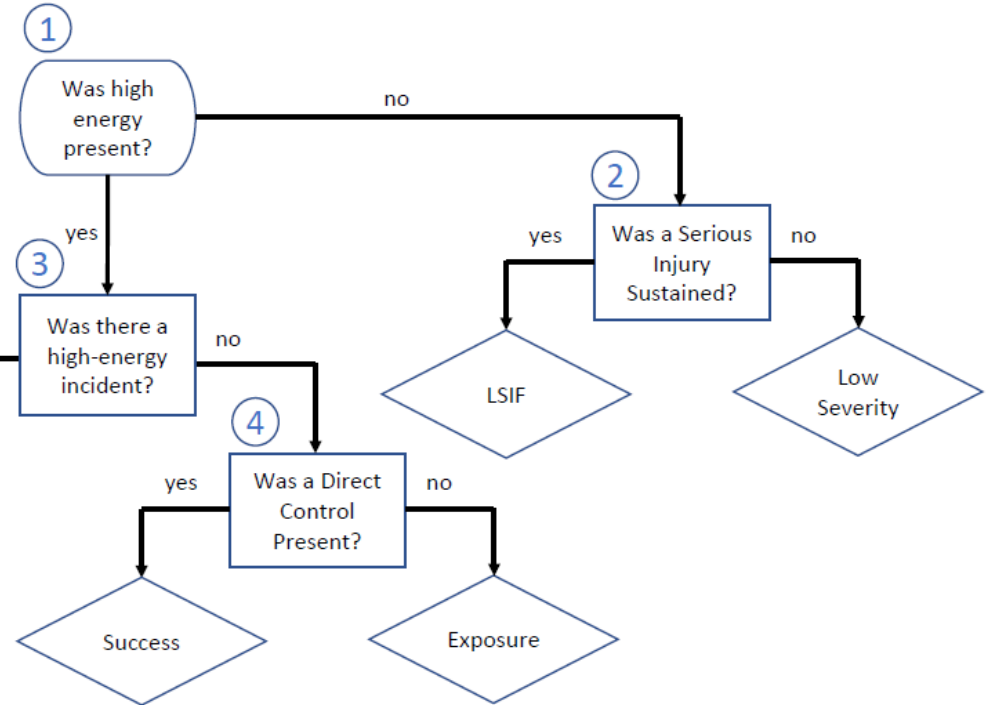 1
Was high
energy
present?
no
yes
2
Was a Serious
Injury
Sustained?
yes
no
3
Was there a
high-energy
incident?
no
LSIF
Low
Severity
4
Was a Direct
Control
Present?
yes
no
Success
Exposure